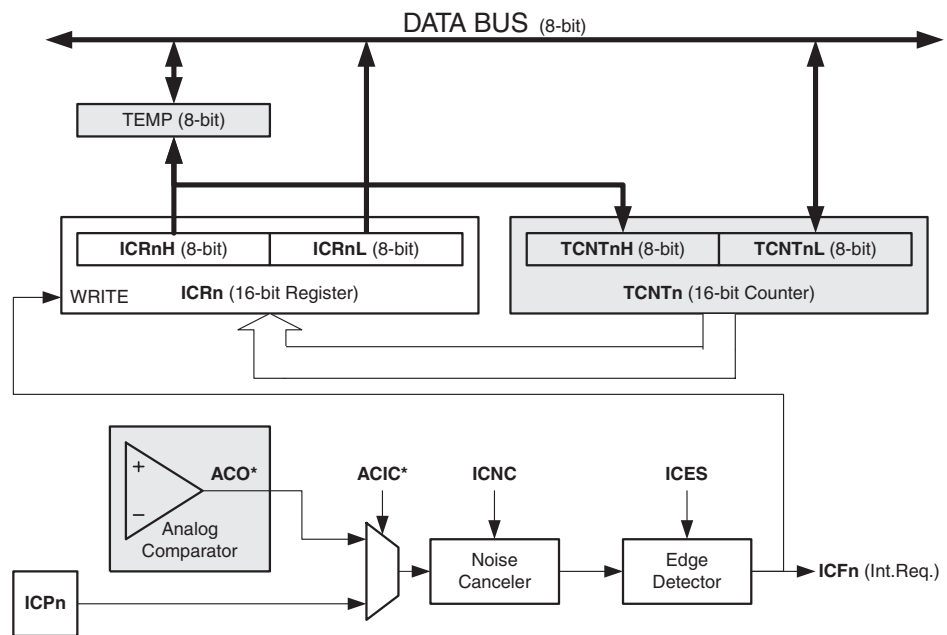 DATA BUS (8-bit)
TEMP (8-bit)
ICRnH (8-bit)
ICRnL (8-bit)
TCNTnH (8-bit)
TCNTnL (8-bit)
WRITE
ICRn (16-bit Register)
TCNTn (16-bit Counter)
+
−
ACO*
Analog
Comparator
ACIC*
ICNC
ICES
Noise
Canceler
Edge
Detector
ICFn (Int.Req.)
ICPn